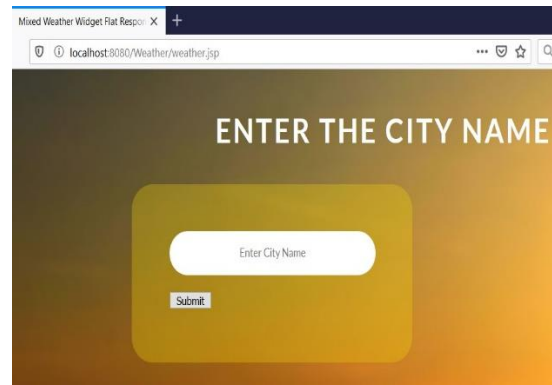 Mixed Weather Widget Flat Respon
localhost:8080/Weather/weather.jsp
ENTER THE CITY NAME
Enter City Name
Submit